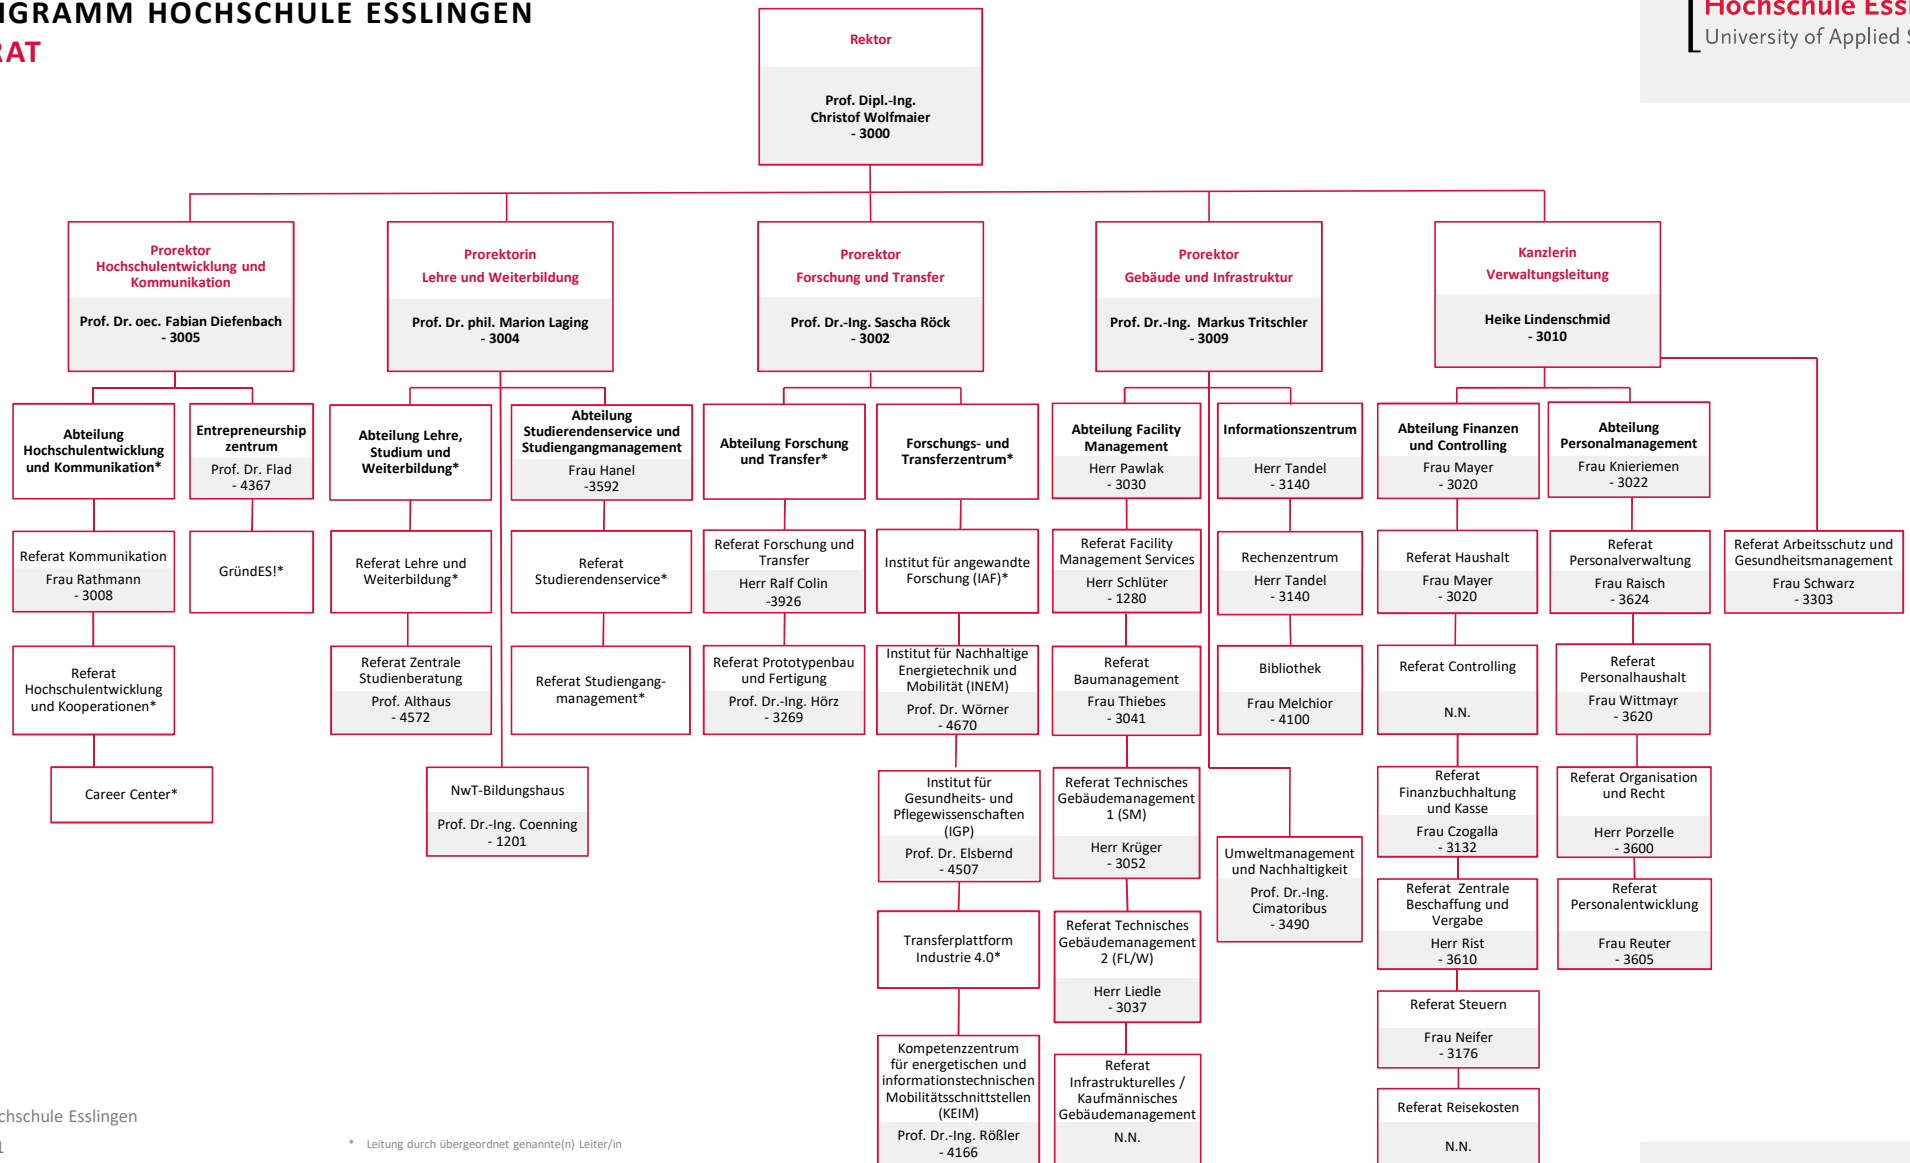 IGRAMM HOCHSCHULE ESSLINGEN
RAT
Hochschule Ess
University of Applied S
Rektor
Prof. Dipl.-Ing.
Christof Wolfmaier
- 3000
Prorektor
Hochschulentwicklung und
Kommunikation
Prof. Dr. oec. Fabian Diefenbach
- 3005
Prorektorin
Lehre und Weiterbildung
Prof. Dr. phil. Marion Laging
- 3004
Prorektor
Forschung und Transfer
Prof. Dr.-Ing. Sascha Röck
- 3002
Prorektor
Gebäude und Infrastruktur
Prof. Dr.-Ing. Markus Tritschler
- 3009
Kanzlerin
Verwaltungsleitung
Heike Lindenschmid
- 3010
Abteilung
Hochschulentwicklung
und Kommunikation*
Entrepreneurship
zentrum
Prof. Dr. Flad
- 4367
Abteilung Lehre,
Studium und
Weiterbildung*
Abteilung
Studierendenservice und
Studiengangmanagement
Frau Hanel
-3592
Abteilung Forschung
und Transfer*
Forschungs- und
Transferzentrum*
Abteilung Facility
Management
Herr Pawlak
- 3030
Informationszentrum
Herr Tandel
- 3140
Abteilung Finanzen
und Controlling
Frau Mayer
- 3020
Abteilung
Personalmanagement
Frau Knieriemen
- 3022
Referat Kommunikation
Frau Rathmann
- 3008
GründES!*
Referat Lehre und
Weiterbildung*
Referat
Studierendenservice*
Referat Forschung und
Transfer
Herr Ralf Colin
-3926
Institut für angewandte
Forschung (IAF)*
Referat Facility
Management Services
Herr Schlüter
- 1280
Rechenzentrum
Herr Tandel
- 3140
Referat Haushalt
Frau Mayer
- 3020
Referat
Personalverwaltung
Frau Raisch
- 3624
Referat Arbeitsschutz und
Gesundheitsmanagement
Frau Schwarz
- 3303
Referat
Hochschulentwicklung
und Kooperationen*
Referat Zentrale
Studienberatung
Prof. Althaus
- 4572
Referat Studiengang-
management*
Referat Prototypenbau
und Fertigung
Prof. Dr.-Ing. Hörz
- 3269
Institut für Nachhaltige
Energietechnik und
Mobilität (INEM)
Prof. Dr. Wörner
- 4670
Referat
Baumanagement
Frau Thiebes
- 3041
Bibliothek
Frau Melchior
- 4100
Referat Controlling
N.N.
Referat
Personalhaushalt
Frau Wittmayr
- 3620
Career Center*
NwT-Bildungshaus
Prof. Dr.-Ing. Coenning
- 1201
Institut für
Gesundheits- und
Pflegewissenschaften
(IGP)
Prof. Dr. Elsbernd
- 4507
Referat Technisches
Gebäudemanagement
1 (SM)
Herr Krüger
- 3052
Umweltmanagement
und Nachhaltigkeit
Prof. Dr.-Ing.
Cimatoribus
- 3490
Referat
Finanzbuchhaltung
und Kasse
Frau Czogalla
- 3132
Referat Organisation
und Recht
Herr Porzelle
- 3600
Referat Zentrale
Beschaffung und
Vergabe
Herr Rist
- 3610
Referat
Personalentwicklung
Frau Reuter
- 3605
Transferplattform
Industrie 4.0*
Referat Technisches
Gebäudemanagement
2 (FL/W)
Herr Liedle
- 3037
Referat Steuern
Frau Neifer
- 3176
Kompetenzzentrum
für energetischen und
informationstechnischen
Mobilitätsschnittstellen
(KEIM)
Prof. Dr.-Ing. Rößler
- 4166
Referat
Infrastrukturelles /
Kaufmännisches
Gebäudemanagement
N.N.
Referat Reisekosten
N.N.
chschule Esslingen
1
* Leitung durch übergeordnet genannte(n) Leiter/in